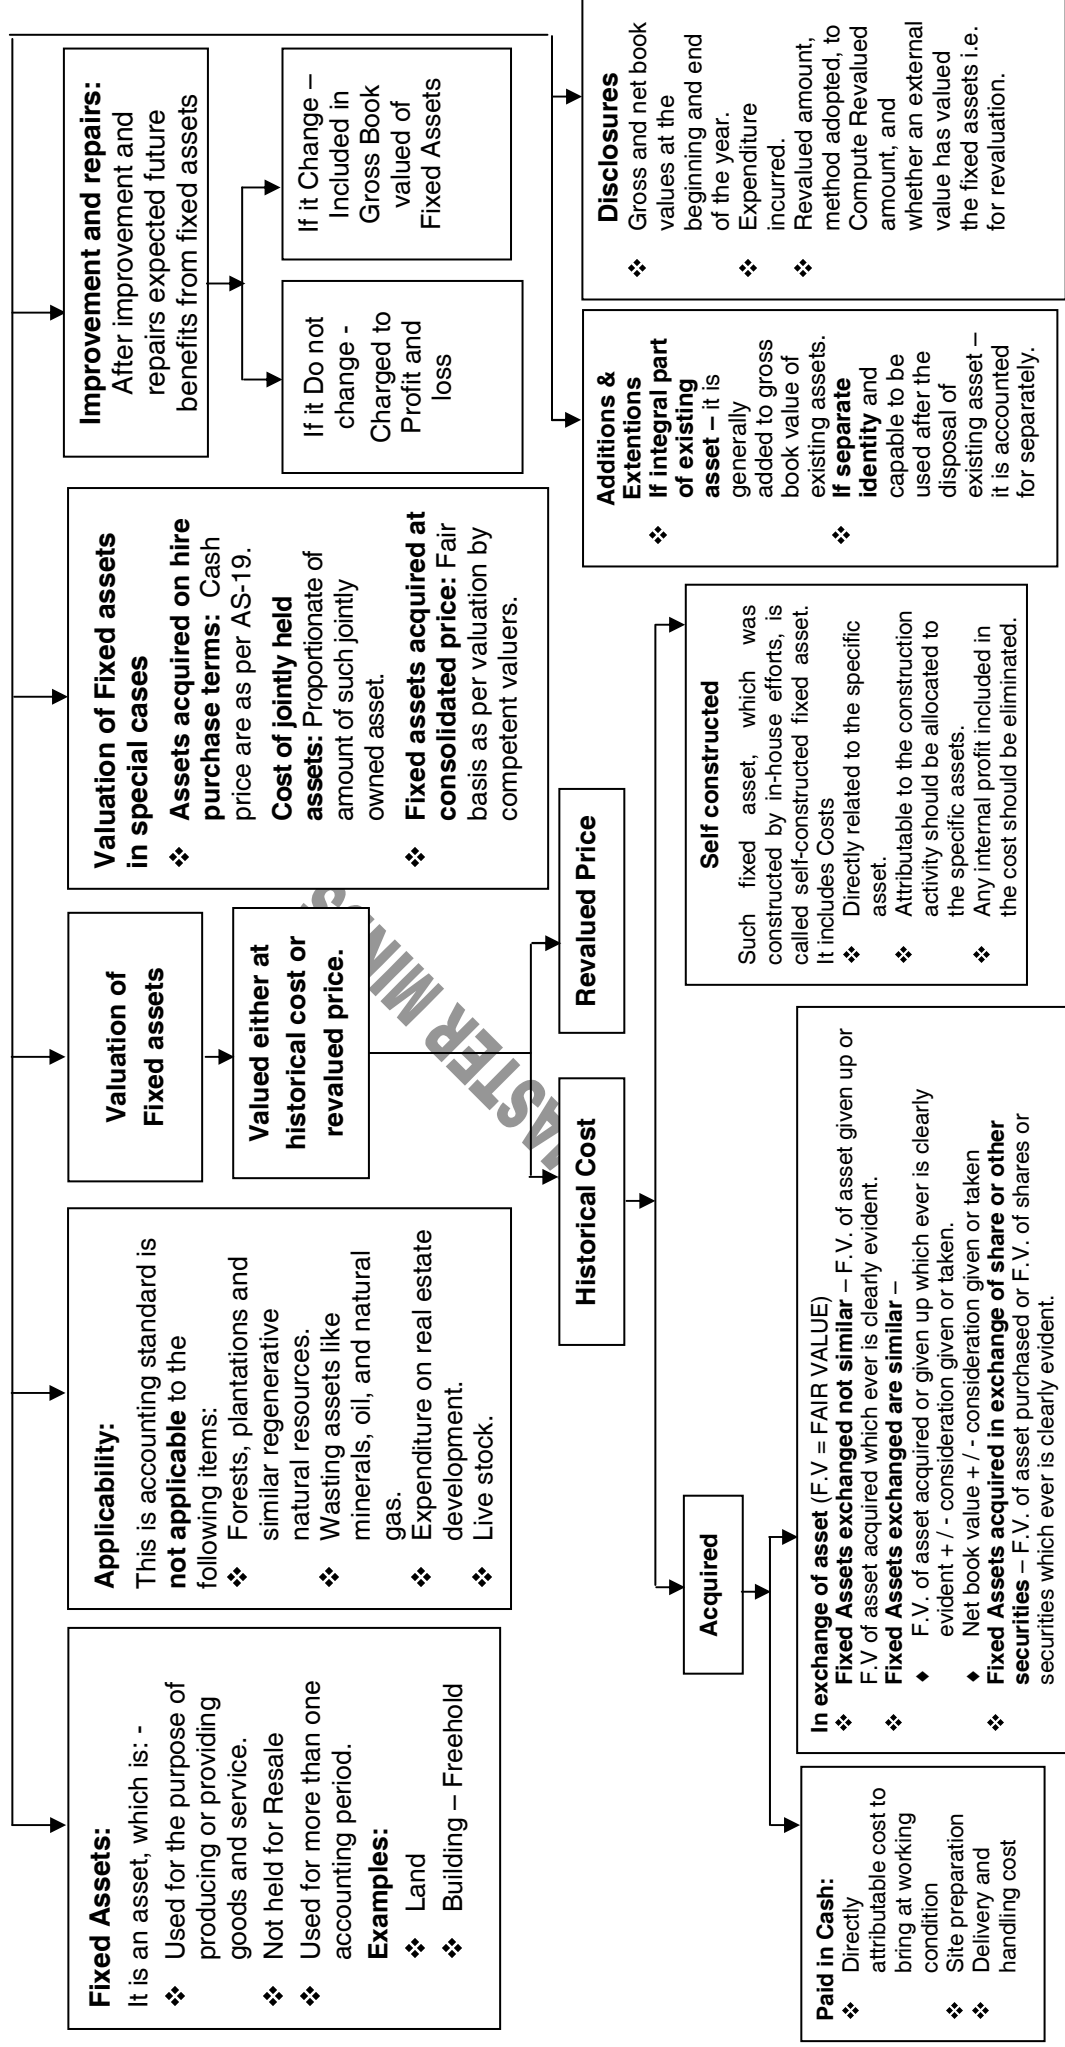 Fixed Assets:
It is an asset, which is: -
❖ Used for the purpose of
producing or providing
goods and service.
❖ Not held for Resale
❖ Used for more than one
accounting period.
Examples:
❖ Land
❖ Building – Freehold
Applicability:
This is accounting standard is
not applicable to the
following items:
❖ Forests, plantations and
similar regenerative
natural resources.
❖ Wasting assets like
minerals, oil, and natural
gas.
❖ Expenditure on real estate
development.
❖ Live stock.
Valuation of
Fixed assets
Valued either at
historical cost or
revalued price.
Valuation of Fixed assets
in special cases
❖ Assets acquired on hire
purchase terms: Cash
price are as per AS-19.
Cost of jointly held
assets: Proportionate of
amount of such jointly
owned asset.
❖ Fixed assets acquired at
consolidated price: Fair
basis as per valuation by
competent valuers.
Improvement and repairs:
After improvement and
repairs expected future
benefits from fixed assets
If it Do not
change -
Charged to
Profit and
loss
If it Change –
Included in
Gross Book
valued of
Fixed Assets
Historical Cost
Revalued Price
Acquired
Paid in Cash:
❖ Directly
attributable cost to
bring at working
condition
❖ Site preparation
❖ Delivery and
handling cost
In exchange of asset (F.V = FAIR VALUE)
❖ Fixed Assets exchanged not similar – F.V. of asset given up or
F.V of asset acquired which ever is clearly evident.
❖ Fixed Assets exchanged are similar –
♦ F.V. of asset acquired or given up which ever is clearly
evident + / - consideration given or taken.
♦ Net book value + / - consideration given or taken
❖ Fixed Assets acquired in exchange of share or other
securities – F.V. of asset purchased or F.V. of shares or
securities which ever is clearly evident.
Self constructed
Such fixed asset, which was
constructed by in-house efforts, is
called self-constructed fixed asset.
It includes Costs
❖ Directly related to the specific
asset.
❖ Attributable to the construction
activity should be allocated to
the specific assets.
❖ Any internal profit included in
the cost should be eliminated.
Additions &
Extentions
❖ If integral part
of existing
asset – it is
generally
added to gross
book value of
existing assets.
❖ If separate
identity and
capable to be
used after the
disposal of
existing asset –
it is accounted
for separately.
Disclosures
❖ Gross and net book
values at the
beginning and end
of the year.
❖ Expenditure
incurred.
❖ Revalued amount,
method adopted, to
Compute Revalued
amount, and
whether an external
value has valued
the fixed assets i.e.
for revaluation.